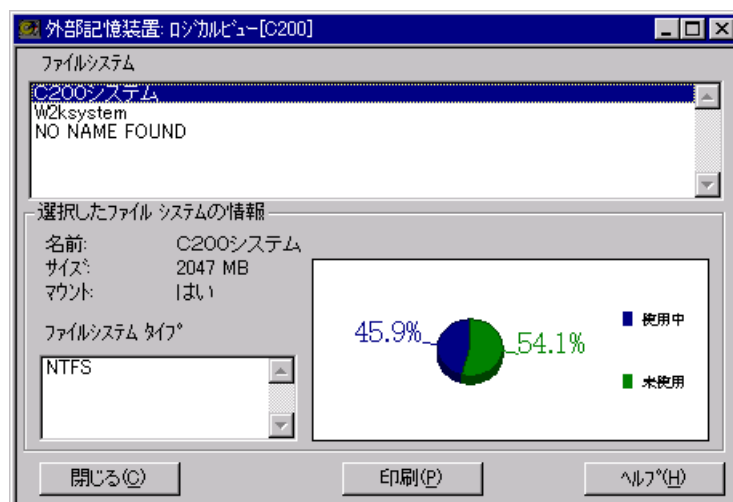 外部記憶装置: ﾛｼﾞｶﾙﾋﾞｭｰ[C200]
ﾌｧｲﾙｼｽﾃﾑ
C200システム
W2ksystem
NO NAME FOUND
選択したﾌｧｲﾙ ｼｽﾃﾑの情報
名前: C200システム
ｻｲｽﾞ: 2047 MB
ﾏｳﾝﾄ: はい
ﾌｧｲﾙｼｽﾃﾑ ﾀｲﾌﾟ
NTFS
45.9%
54.1%
使用中
未使用
閉じる(C) 印刷(P) ﾍﾙﾌﾟ(H)